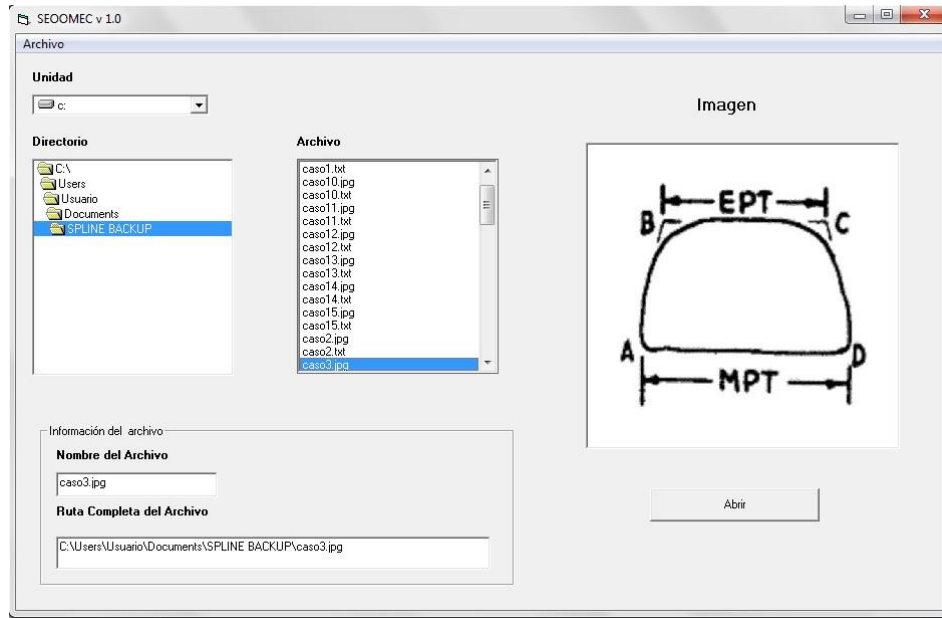 SEOOMEC v 1.0
Archivo
Unidad
c:
Directorio
C:\
Users
Usuario
Documents
SPLINE BACKUP
Archivo
caso1.txt
caso10.jpg
caso10.txt
caso11.jpg
caso11.txt
caso12.jpg
caso12.txt
caso13.jpg
caso13.txt
caso14.jpg
caso14.txt
caso15.jpg
caso15.txt
caso2.jpg
caso2.txt
caso3.jpg
Imagen
EPT
B
C
A
D
MPT
Información del archivo
Nombre del Archivo
caso3.jpg
Ruta Completa del Archivo
C:\Users\Usuario\Documents\SPLINE BACKUP\caso3.jpg
Abrir